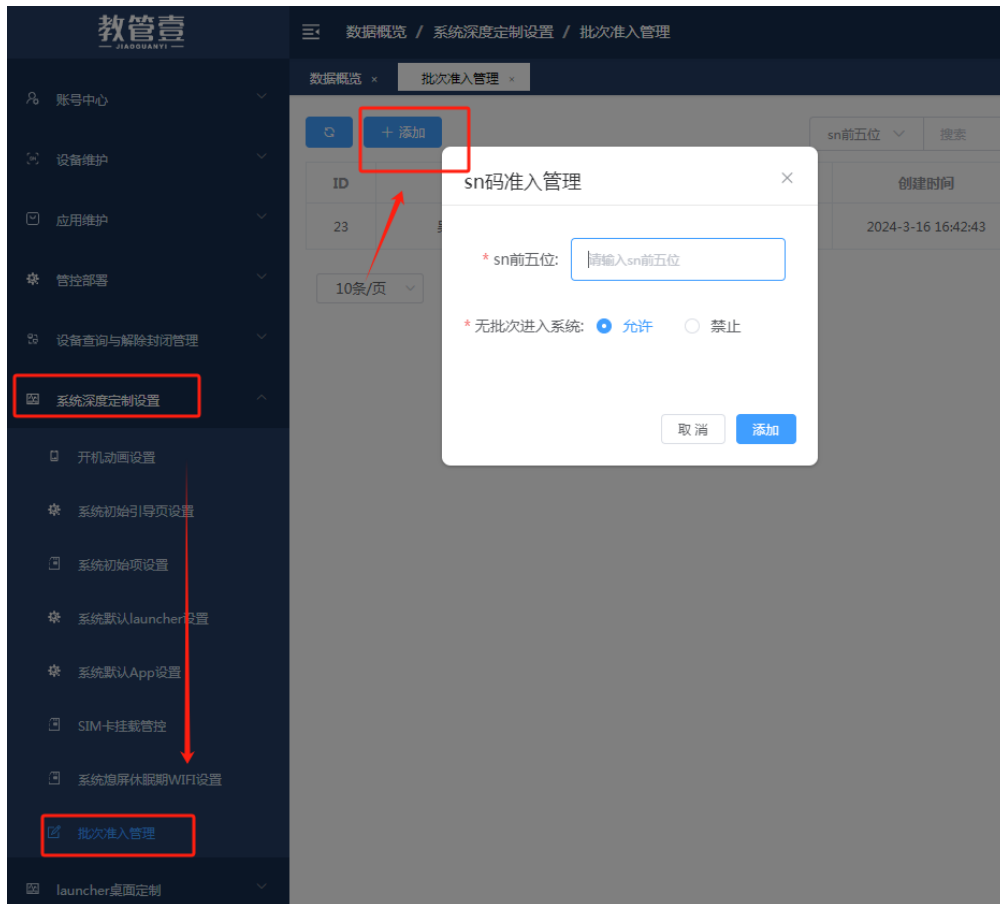 教管壹
JIAOGUANYI
数据概览 / 系统深度定制设置 / 批次准入管理
数据概览 × 批次准入管理 ×
账号中心
设备维护
应用维护
管控部署
设备查询与解除封闭管理
系统深度定制设置
开机动画设置
系统初始引导页设置
系统初始项设置
系统默认launcher设置
系统默认App设置
SIM卡挂载管控
系统熄屏休眠期WIFI设置
批次准入管理
launcher桌面定制
+ 添加
sn前五位 搜索
ID 创建时间
23 2024-3-16 16:42:43
10条/页
sn码准入管理
* sn前五位: 请输入sn前五位
* 无批次进入系统: 允许 禁止
取消 添加